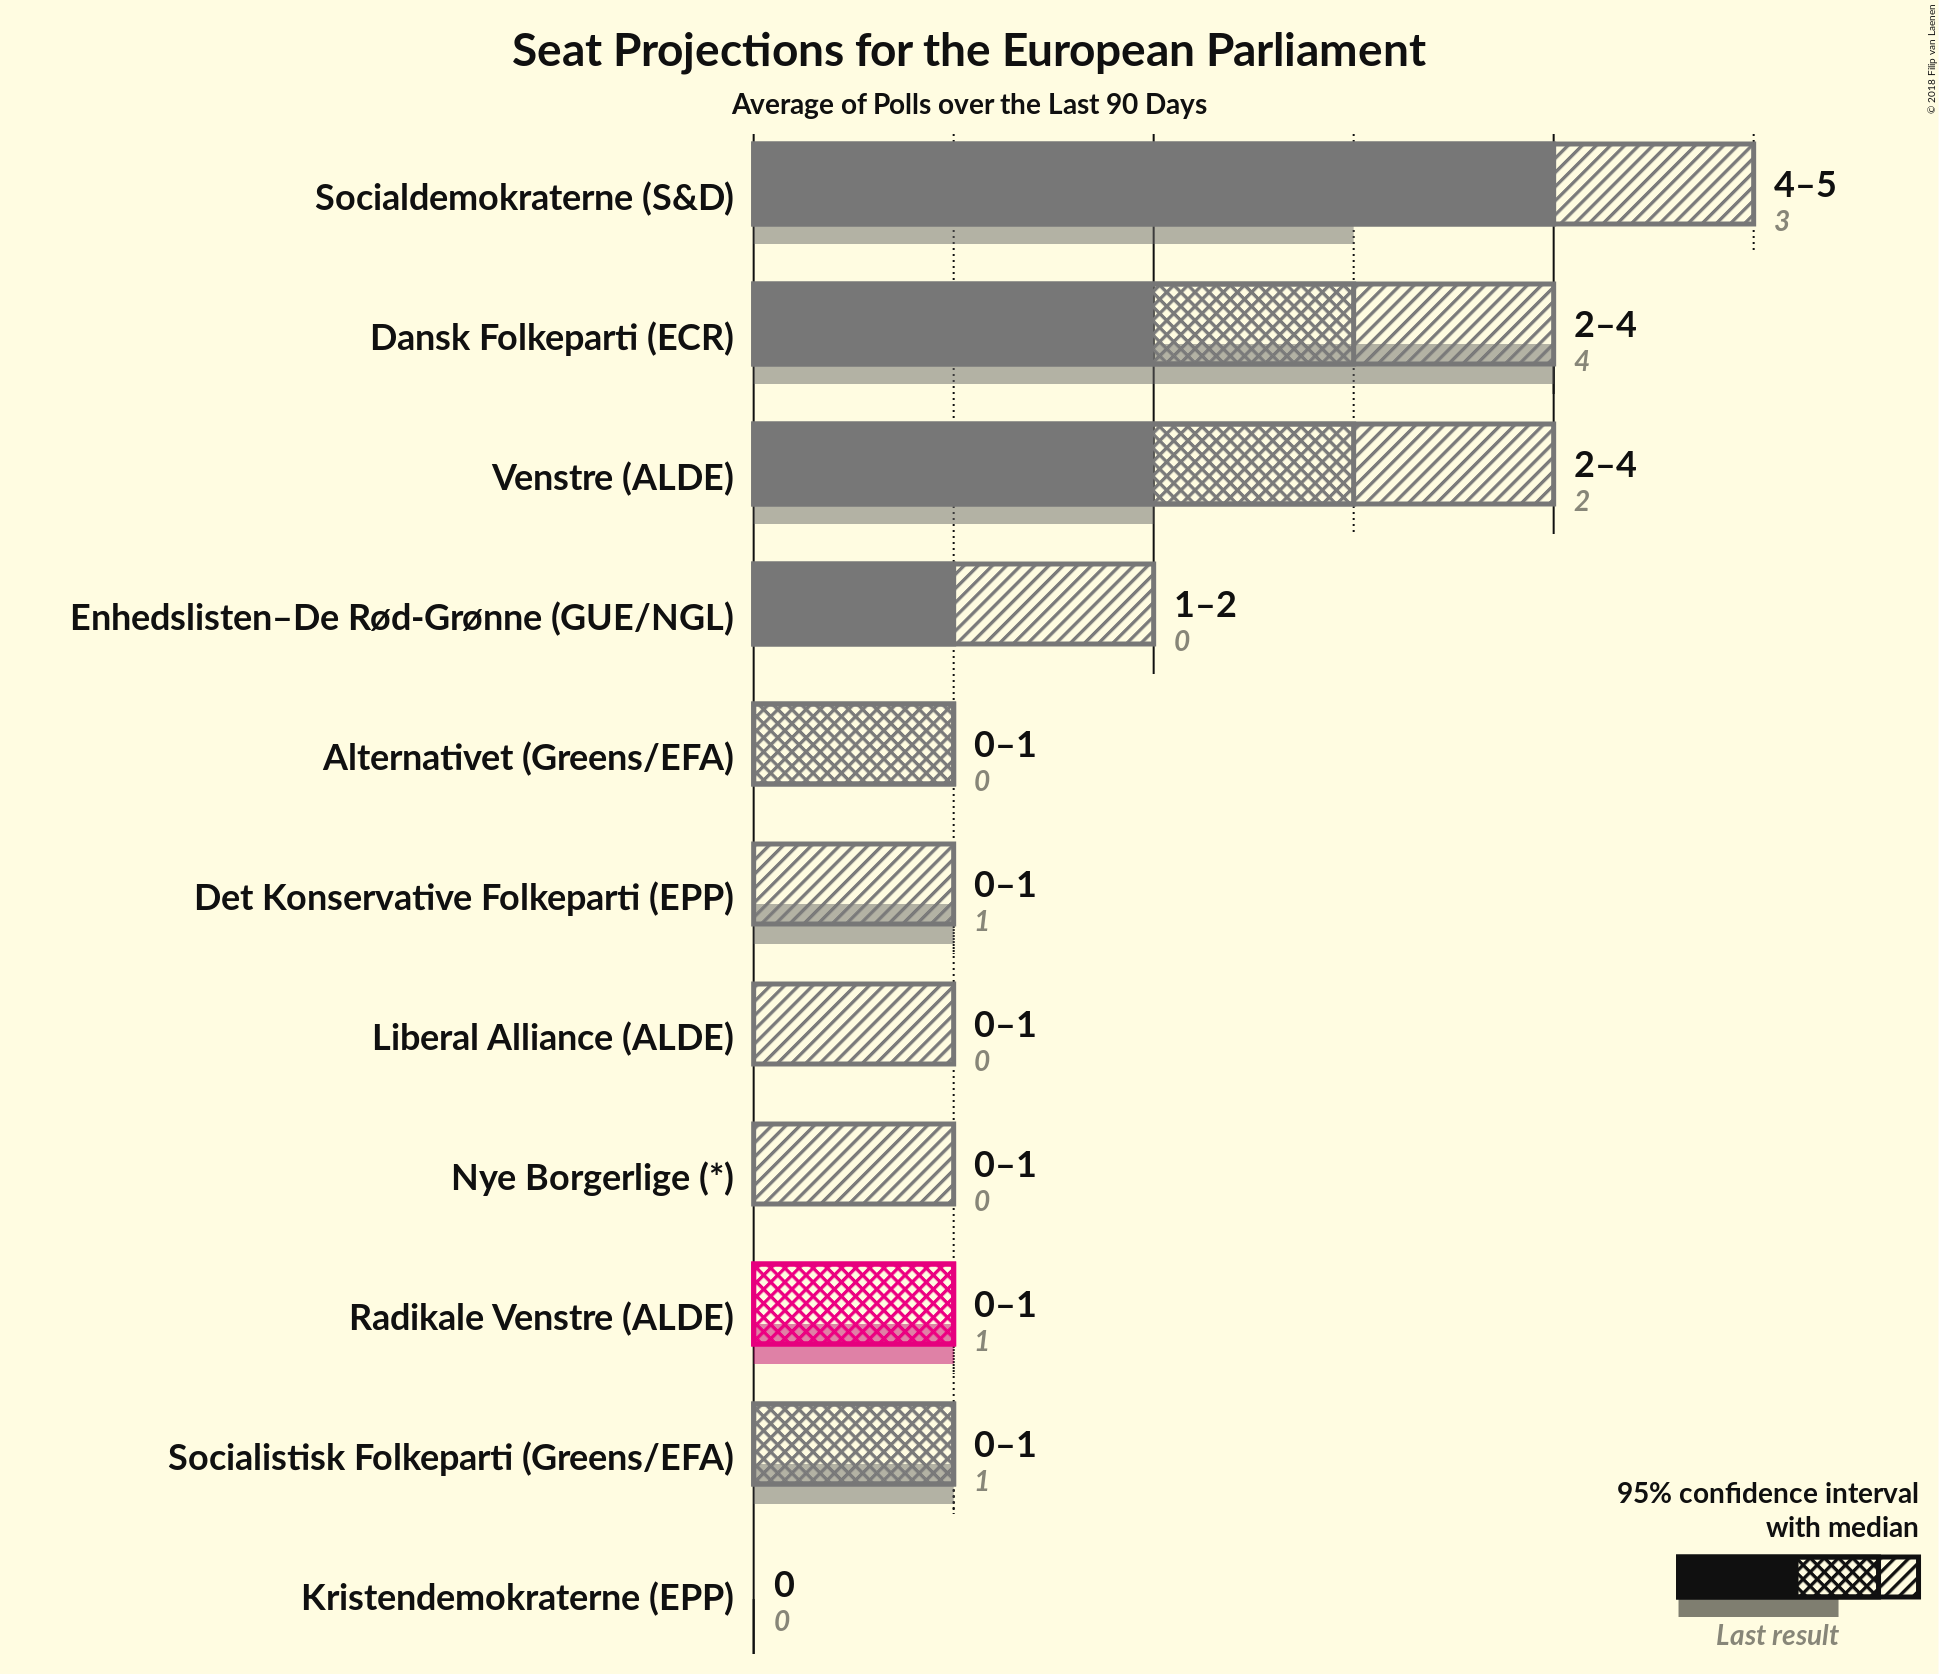 Seat Projections for the European Parliament
Average of Polls over the Last 90 Days
© 2018 Filip van Laenen
Socialdemokraterne (S&D)
4–5
3
Dansk Folkeparti (ECR)
2–4
4
Venstre (ALDE)
2–4
2
Enhedslisten–De Rød-Grønne (GUE/NGL)
1–2
0
Alternativet (Greens/EFA)
0–1
0
Det Konservative Folkeparti (EPP)
0–1
1
Liberal Alliance (ALDE)
0–1
0
Nye Borgerlige (*)
0–1
0
Radikale Venstre (ALDE)
0–1
1
Socialistisk Folkeparti (Greens/EFA)
0–1
1
Kristendemokraterne (EPP)
0
0
95% confidence interval
with median
Last result